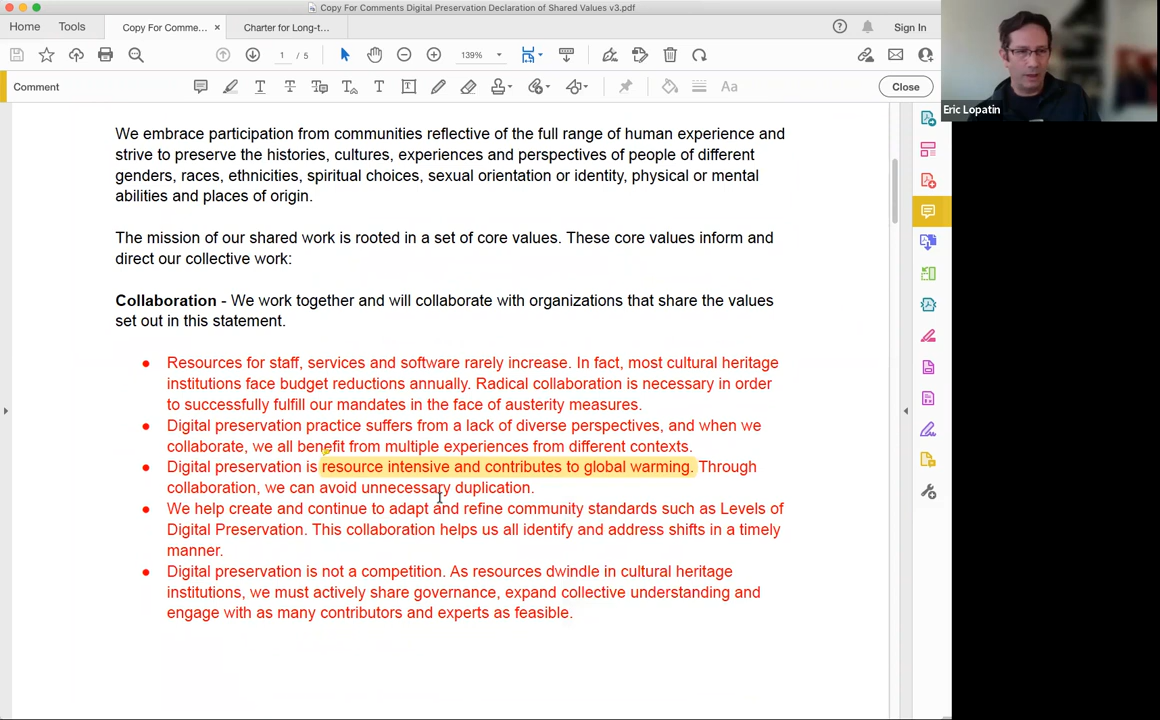 Copy For Comments Digital Preservation Declaration of Shared Values v3.pdf
Home
Tools
Copy For Comme...
×
Charter for Long-t...
Sign In
1 / 5
139%
Comment
Aa
Close
Eric Lopatin
We embrace participation from communities reflective of the full range of human experience and
strive to preserve the histories, cultures, experiences and perspectives of people of different
genders, races, ethnicities, spiritual choices, sexual orientation or identity, physical or mental
abilities and places of origin.
The mission of our shared work is rooted in a set of core values. These core values inform and
direct our collective work:
Collaboration - We work together and will collaborate with organizations that share the values
set out in this statement.
● Resources for staff, services and software rarely increase. In fact, most cultural heritage
institutions face budget reductions annually. Radical collaboration is necessary in order
to successfully fulfill our mandates in the face of austerity measures.
● Digital preservation practice suffers from a lack of diverse perspectives, and when we
collaborate, we all benefit from multiple experiences from different contexts.
● Digital preservation is resource intensive and contributes to global warming. Through
collaboration, we can avoid unnecessary duplication.
● We help create and continue to adapt and refine community standards such as Levels of
Digital Preservation. This collaboration helps us all identify and address shifts in a timely
manner.
● Digital preservation is not a competition. As resources dwindle in cultural heritage
institutions, we must actively share governance, expand collective understanding and
engage with as many contributors and experts as feasible.